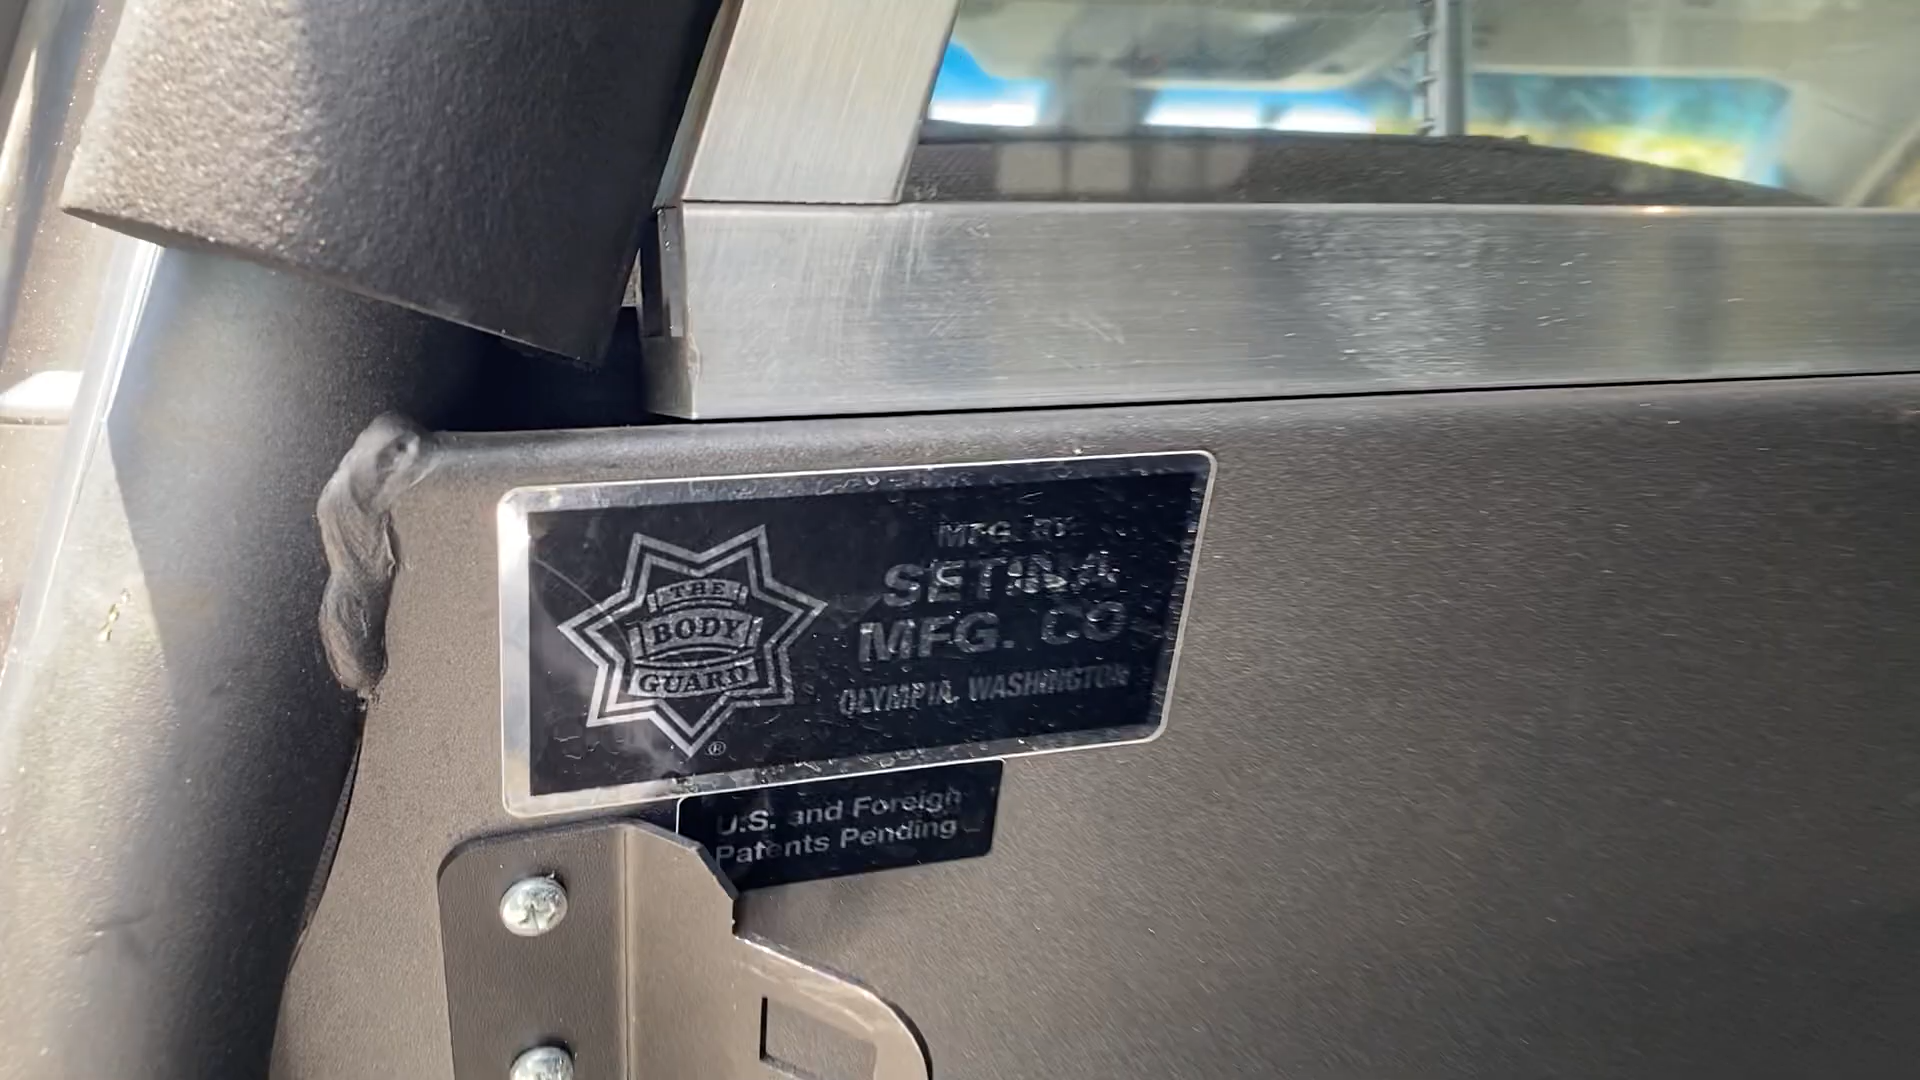 THE
BODY
GUARD
®
MFG. BY
SETINA
MFG. CO
OLYMPIA, WASHINGTON
U.S. and Foreign
Patents Pending